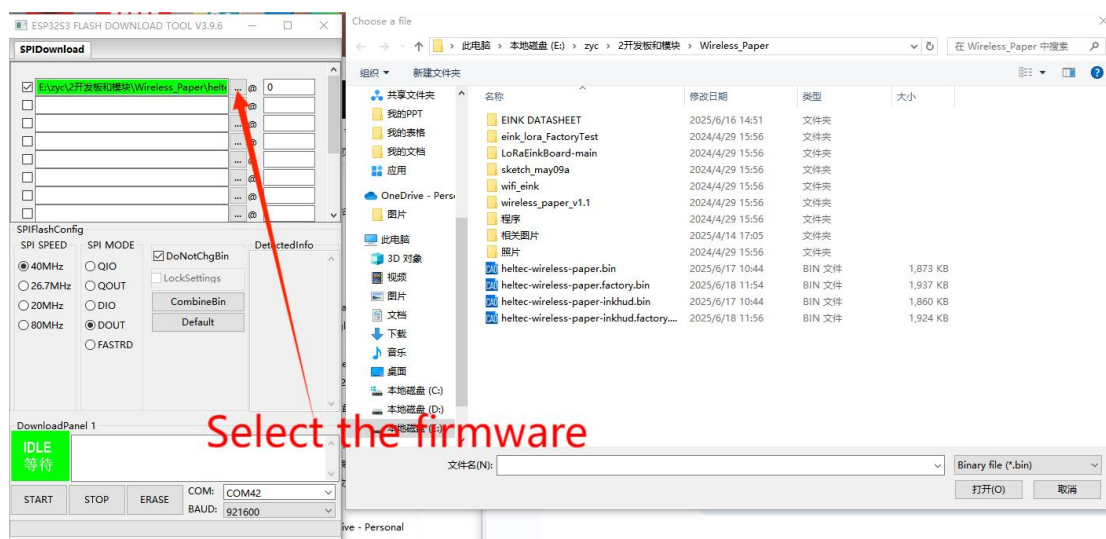 ESP32S3 FLASH DOWNLOAD TOOL V3.9.6
SPIDownload
E:\zyc\2开发板和模块\Wireless_Paper\helte ... @ 0
... @
... @
... @
... @
... @
... @
... @
SPIFlashConfig
SPI SPEED
40MHz
26.7MHz
20MHz
80MHz
SPI MODE
QIO
QOUT
DIO
DOUT
FASTRD
DoNotChgBin
LockSettings
CombineBin
Default
DetectedInfo
DownloadPanel 1
IDLE
等待
START STOP ERASE
COM: COM42
BAUD: 921600
Select the firmware
Choose a file
此电脑 > 本地磁盘 (E:) > zyc > 2开发板和模块 > Wireless_Paper
在 Wireless_Paper 中搜索
组织 新建文件夹
共享文件夹
我的PPT
我的表格
我的文档
应用
OneDrive - Pers
图片
此电脑
3D 对象
视频
图片
文档
下载
音乐
桌面
本地磁盘 (C:)
本地磁盘 (D:)
本地磁盘 (E:)
名称 修改日期 类型 大小
EINK DATASHEET 2025/6/16 14:51 文件夹
eink_lora_FactoryTest 2024/4/29 15:56 文件夹
LoRaEinkBoard-main 2024/4/29 15:56 文件夹
sketch_may09a 2024/4/29 15:56 文件夹
wifi_eink 2024/4/29 15:56 文件夹
wireless_paper_v1.1 2024/4/29 15:56 文件夹
程序 2024/4/29 15:56 文件夹
相关图片 2025/4/14 17:05 文件夹
照片 2024/4/29 15:56 文件夹
heltec-wireless-paper.bin 2025/6/17 10:44 BIN 文件 1,873 KB
heltec-wireless-paper.factory.bin 2025/6/18 11:54 BIN 文件 1,937 KB
heltec-wireless-paper-inkhud.bin 2025/6/17 10:44 BIN 文件 1,860 KB
heltec-wireless-paper-inkhud.factory.... 2025/6/18 11:56 BIN 文件 1,924 KB
文件名(N):
Binary file (*.bin)
打开(O) 取消
ive - Personal